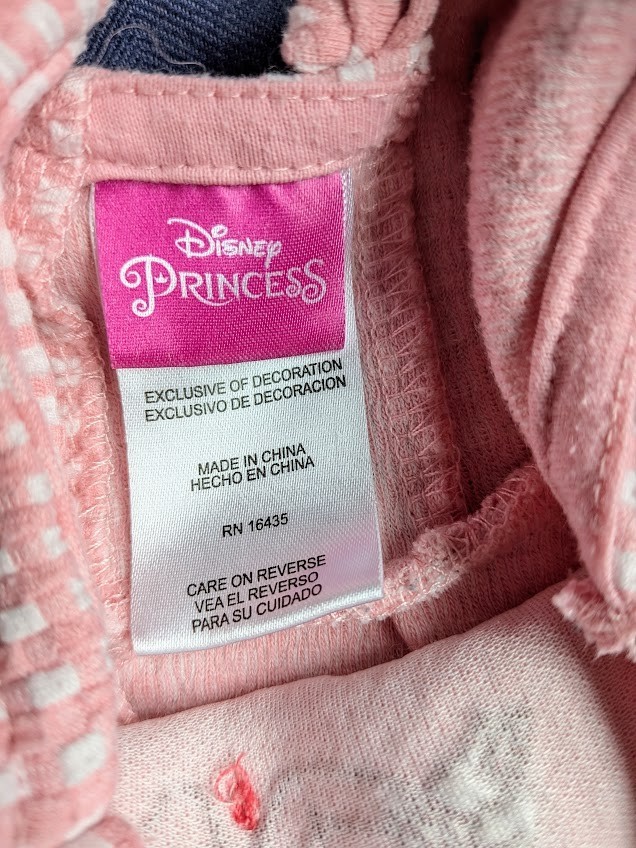 Disney
PRINCESS
EXCLUSIVE OF DECORATION
EXCLUSIVO DE DECORACION
MADE IN CHINA
HECHO EN CHINA
RN 16435
CARE ON REVERSE
VEA EL REVERSO
PARA SU CUIDADO